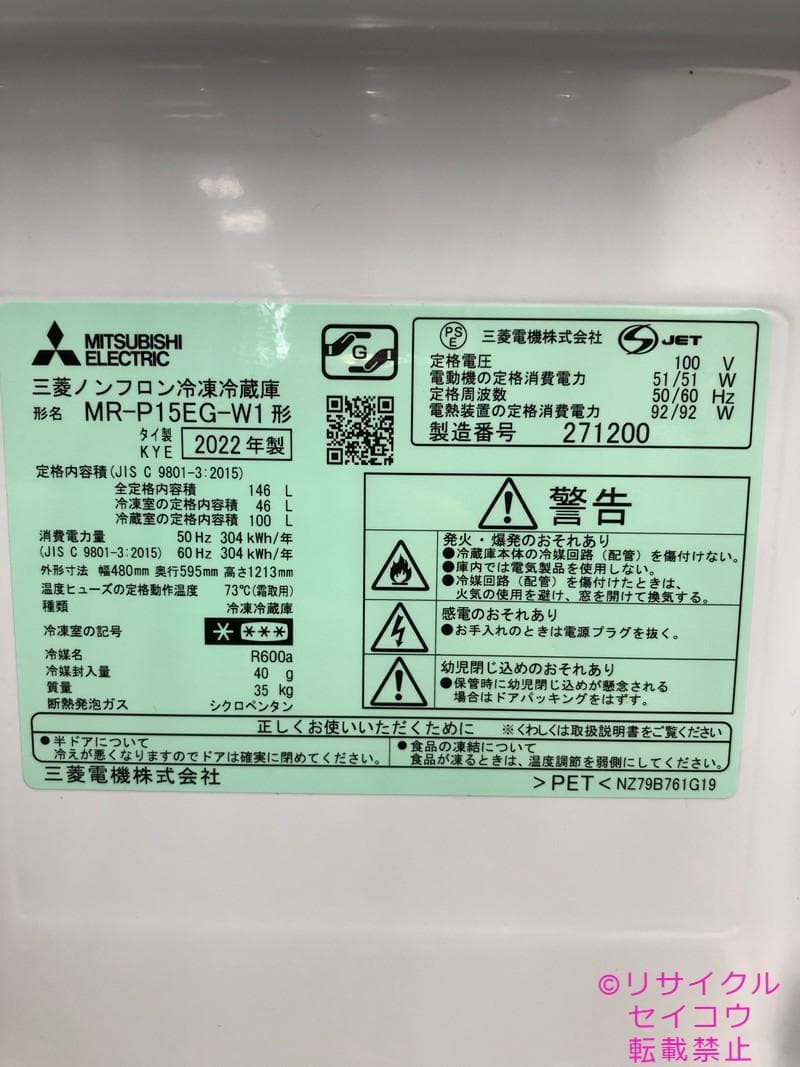 MITSUBISHI
ELECTRIC
三菱ノンフロン冷凍冷蔵庫
形名 MR-P15EG-W1形
タイ製
KYE
2022年製
定格内容積(JIS C 9801-3:2015)
全定格内容積 146 L
冷凍室の定格内容積 46 L
冷蔵室の定格内容積 100 L
消費電力量 50Hz 304kWh/年
(JIS C 9801-3:2015) 60Hz 304kWh/年
外形寸法 幅480mm 奥行595mm 高さ1213mm
温度ヒューズの定格動作温度 73℃(霜取用)
種類 冷凍冷蔵庫
冷凍室の記号
冷媒名 R600a
冷媒封入量 40 g
質量 35 kg
断熱発泡ガス シクロペンタン
G
PSE 三菱電機株式会社 JET
定格電圧 100 V
電動機の定格消費電力 51/51 W
定格周波数 50/60 Hz
電熱装置の定格消費電力 92/92 W
製造番号 271200
警告
発火・爆発のおそれあり
●冷蔵庫本体の冷媒回路(配管)を傷付けない。
●庫内では電気製品を使用しない。
●冷媒回路(配管)を傷付けたときは、
火気の使用を避け、窓を開けて換気する。
感電のおそれあり
●お手入れのときは電源プラグを抜く。
幼児閉じ込めのおそれあり
●保管時に幼児閉じ込めが懸念される
場合はドアパッキングをはずす。
正しくお使いいただくために ※くわしくは取扱説明書をご覧ください
●半ドアについて
冷えが悪くなりますのでドアは確実に閉めてください。
●食品の凍結について
食品が凍るときは、温度調節を弱側にしてください。
三菱電機株式会社
>PET< NZ79B761G19
©リサイクル
セイコウ
転載禁止